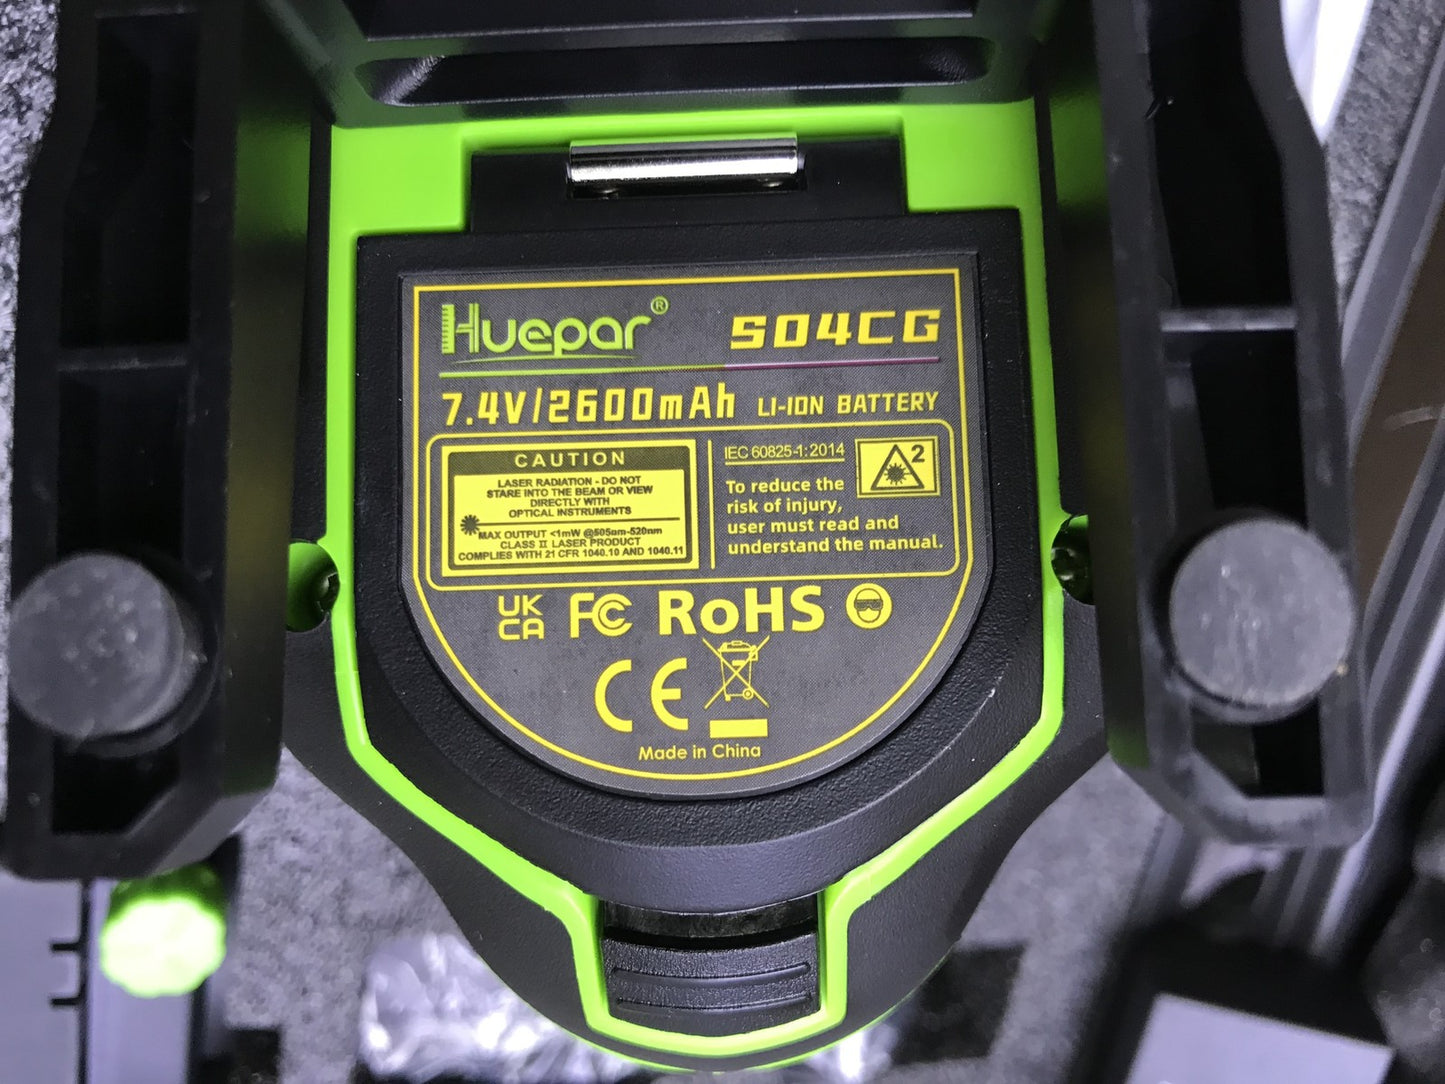 Huepar® S04CG
7.4V/2600mAh LI-ION BATTERY
CAUTION
LASER RADIATION - DO NOT
STARE INTO THE BEAM OR VIEW
DIRECTLY WITH
OPTICAL INSTRUMENTS
MAX OUTPUT <1mW @505nm-520nm
CLASS II LASER PRODUCT
COMPLIES WITH 21 CFR 1040.10 AND 1040.11
IEC 60825-1:2014
2
To reduce the
risk of injury,
user must read and
understand the manual.
UK
CA
FC RoHS
CE
Made in China